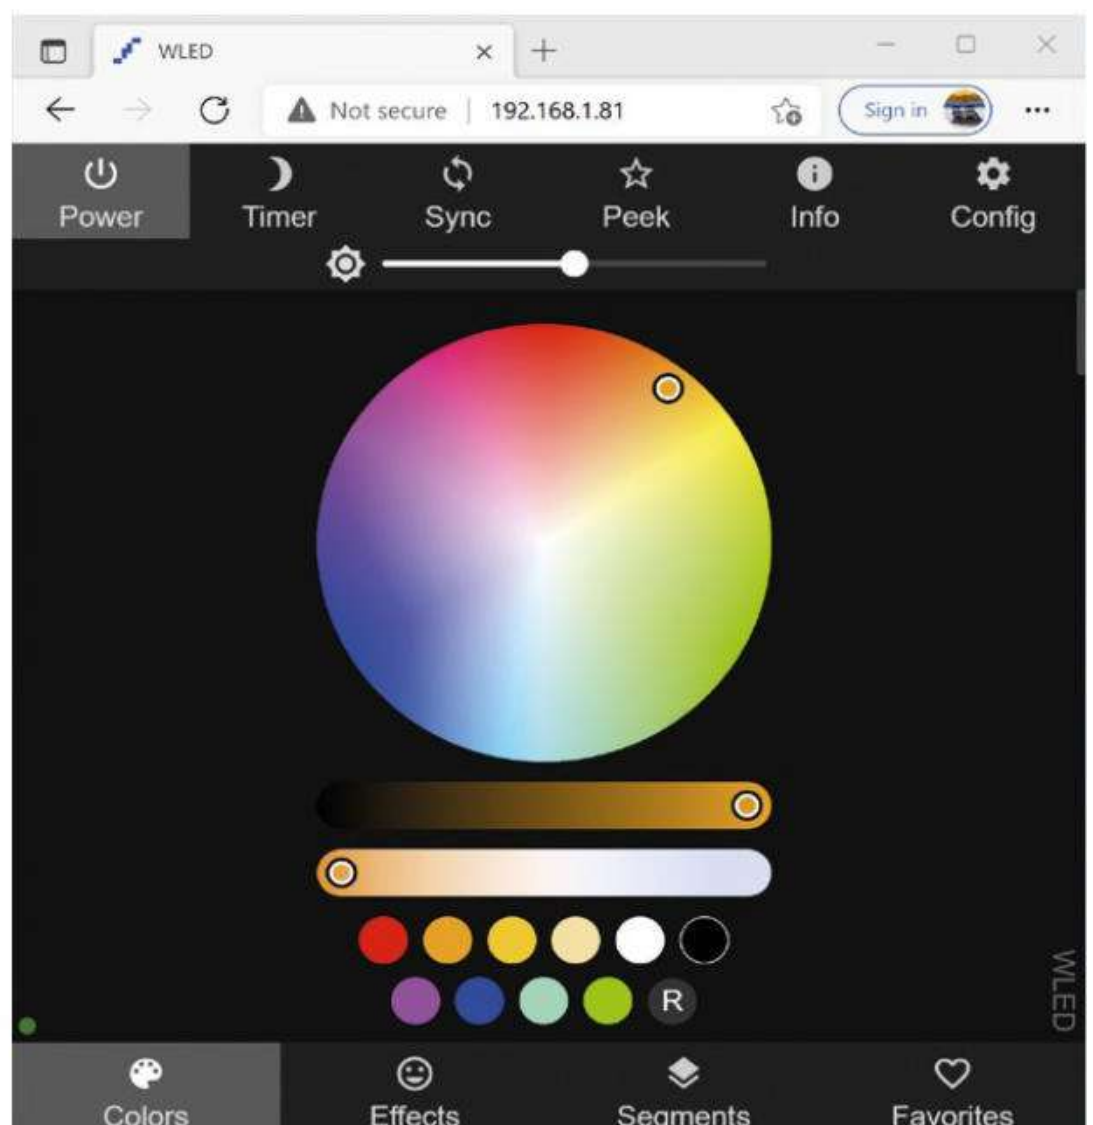 WLED
Not secure | 192.168.1.81 Sign in
Power Timer Sync Peek Info Config
R
WLED
Colors Effects Segments Favorites